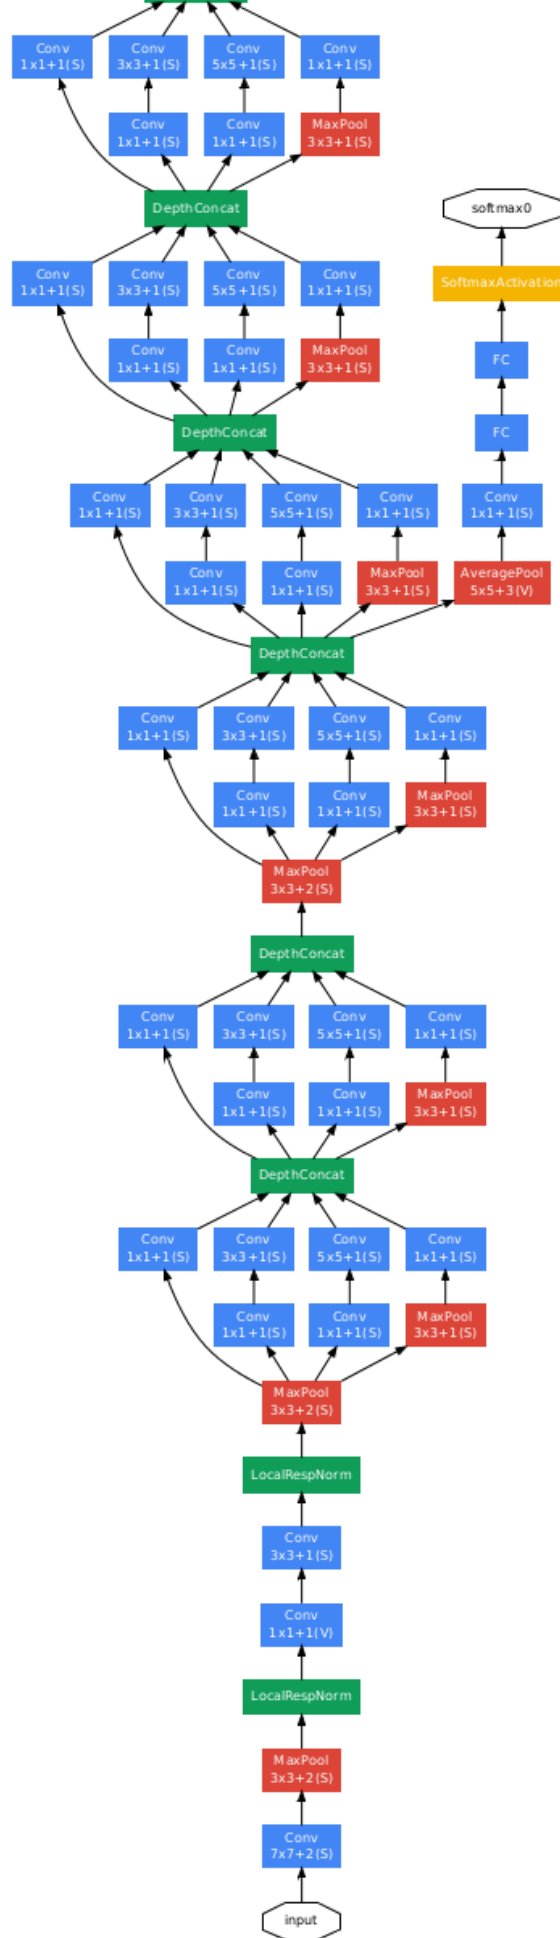 Conv Conv Conv Conv
1x1+1(S) 3x3+1(S) 5x5+1(S) 1x1+1(S)
Conv Conv MaxPool
1x1+1(S) 1x1+1(S) 3x3+1(S)
DepthConcat softmax0
Conv Conv Conv Conv SoftmaxActivation
1x1+1(S) 3x3+1(S) 5x5+1(S) 1x1+1(S)
Conv Conv MaxPool FC
1x1+1(S) 1x1+1(S) 3x3+1(S)
DepthConcat FC
Conv Conv Conv Conv Conv
1x1+1(S) 3x3+1(S) 5x5+1(S) 1x1+1(S) 1x1+1(S)
Conv Conv MaxPool AveragePool
1x1+1(S) 1x1+1(S) 3x3+1(S) 5x5+3(V)
DepthConcat
Conv Conv Conv Conv
1x1+1(S) 3x3+1(S) 5x5+1(S) 1x1+1(S)
Conv Conv MaxPool
1x1+1(S) 1x1+1(S) 3x3+1(S)
MaxPool
3x3+2(S)
DepthConcat
Conv Conv Conv Conv
1x1+1(S) 3x3+1(S) 5x5+1(S) 1x1+1(S)
Conv Conv MaxPool
1x1+1(S) 1x1+1(S) 3x3+1(S)
DepthConcat
Conv Conv Conv Conv
1x1+1(S) 3x3+1(S) 5x5+1(S) 1x1+1(S)
Conv Conv MaxPool
1x1+1(S) 1x1+1(S) 3x3+1(S)
MaxPool
3x3+2(S)
LocalRespNorm
Conv
3x3+1(S)
Conv
1x1+1(V)
LocalRespNorm
MaxPool
3x3+2(S)
Conv
7x7+2(S)
input